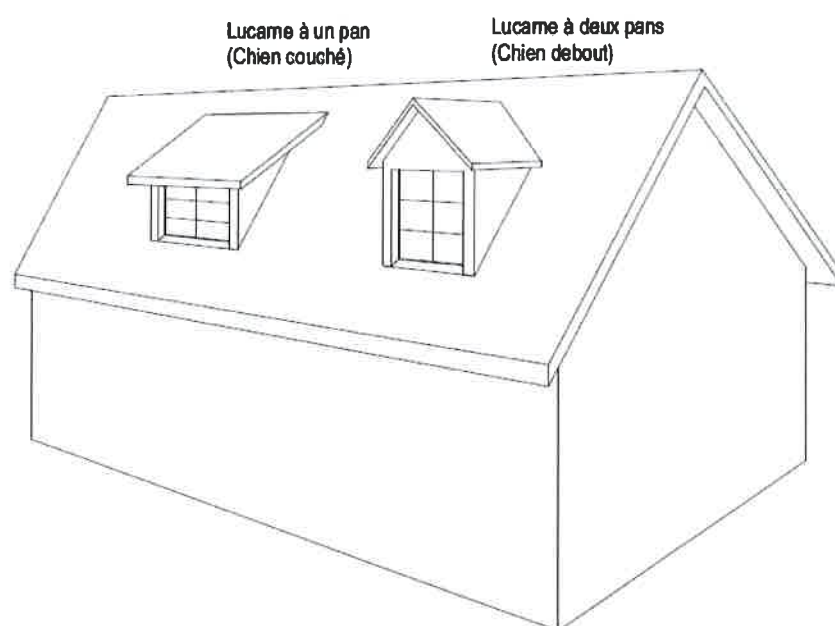 Lucarne à un pan
(Chien couché)
Lucarne à deux pans
(Chien debout)